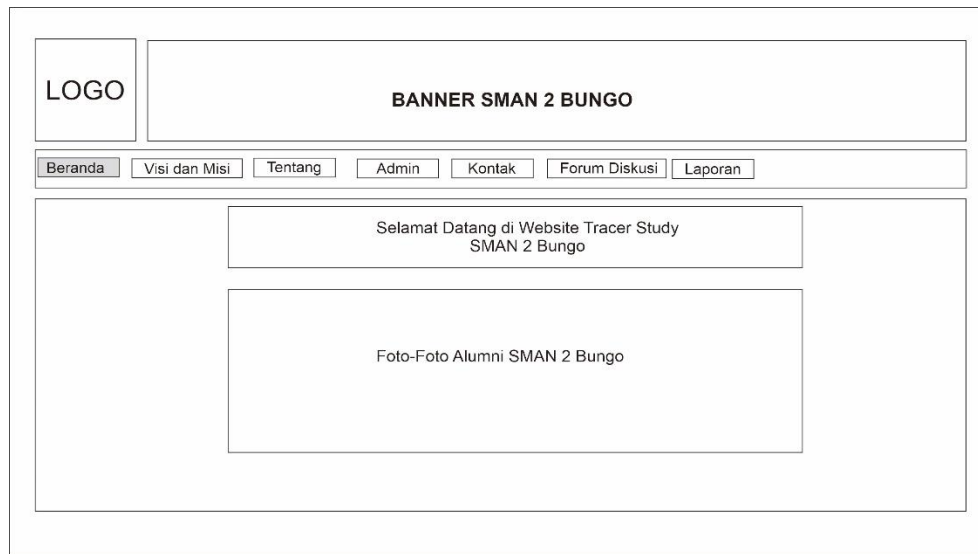 LOGO
BANNER SMAN 2 BUNGO
Beranda
Visi dan Misi
Tentang
Admin
Kontak
Forum Diskusi
Laporan
Selamat Datang di Website Tracer Study
SMAN 2 Bungo
Foto-Foto Alumni SMAN 2 Bungo